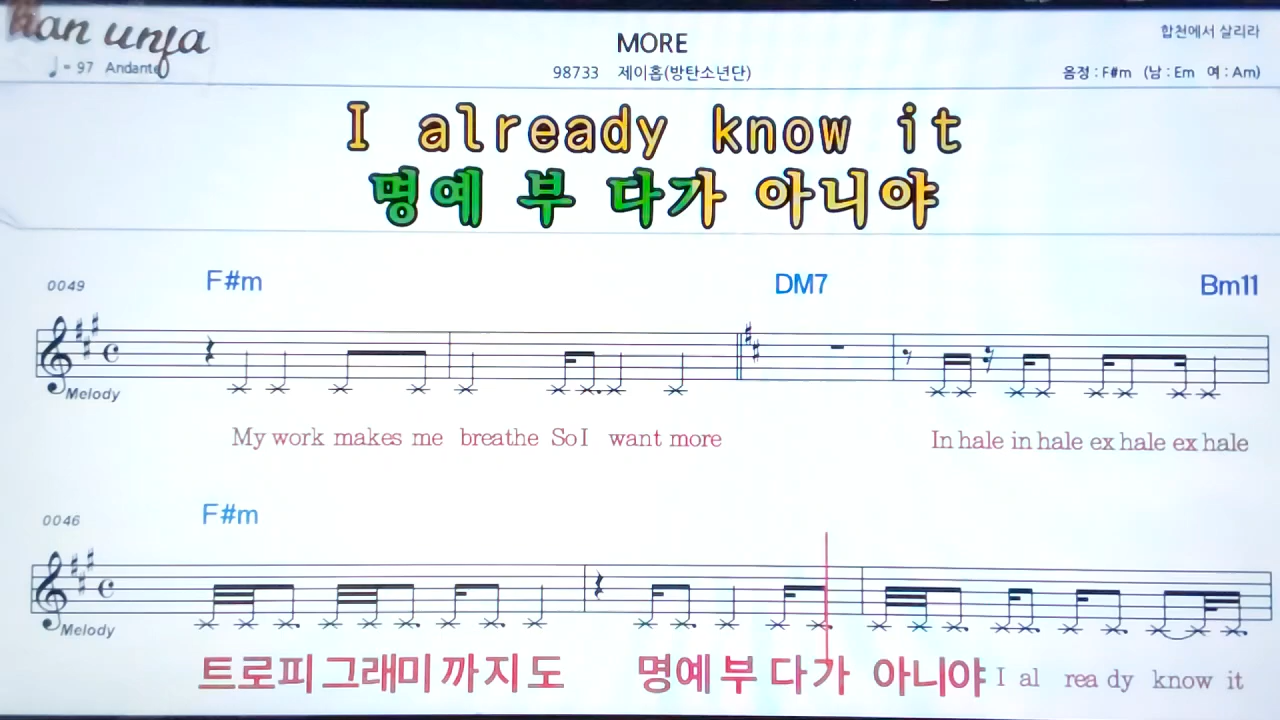 han unja
♩ = 97 Andante
MORE
98733 제이홉(방탄소년단)
합천에서 살리라
음정 : F#m (남 : Em 여 : Am)
I already know it
명예 부 다가 아니야
0049 F#m DM7 Bm11
Melody
My work makes me breathe So I want more In hale in hale ex hale ex hale
0046 F#m
Melody
트로피 그래미 까지도 명예 부 다가 아니야 I al rea dy know it